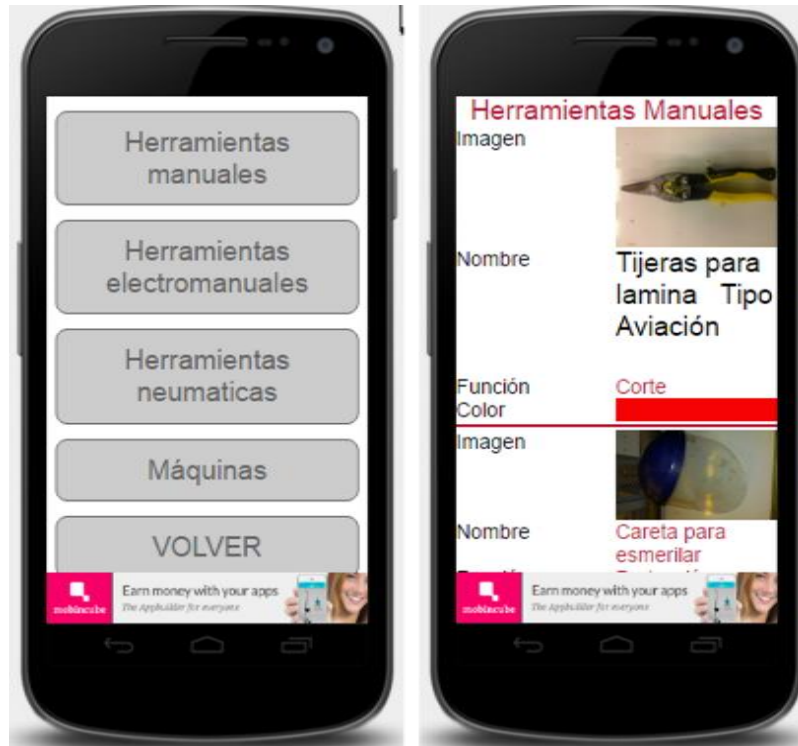 Herramientas
manuales
Herramientas
electromanuales
Herramientas
neumaticas
Máquinas
VOLVER
mobincube
Earn money with your apps
The AppBuilder for everyone
Herramientas Manuales
Imagen
Nombre
Tijeras para
lamina Tipo
Aviación
Función
Corte
Color
Imagen
Nombre
Careta para
esmerilar
mobincube
Earn money with your apps
The AppBuilder for everyone